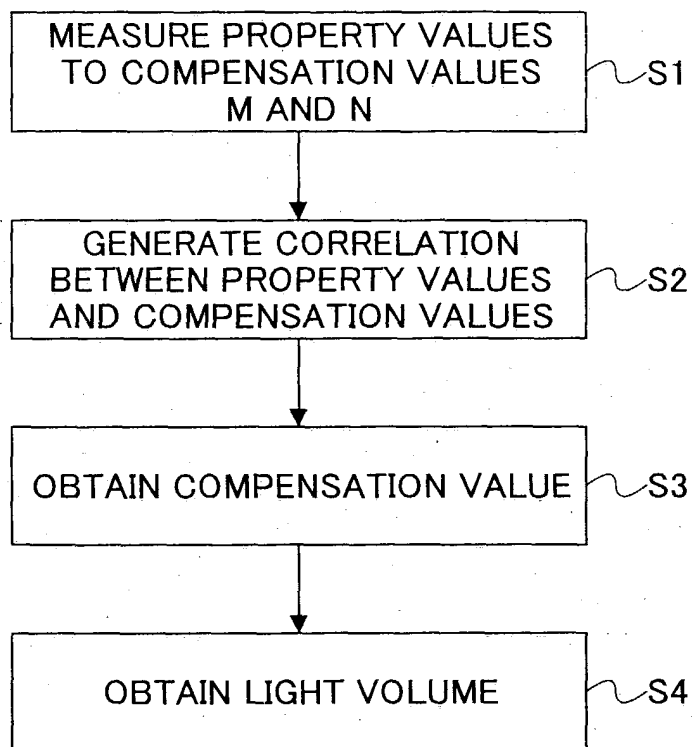 MEASURE PROPERTY VALUES
TO COMPENSATION VALUES
M AND N
S1
GENERATE CORRELATION
BETWEEN PROPERTY VALUES
AND COMPENSATION VALUES
S2
OBTAIN COMPENSATION VALUE
S3
OBTAIN LIGHT VOLUME
S4